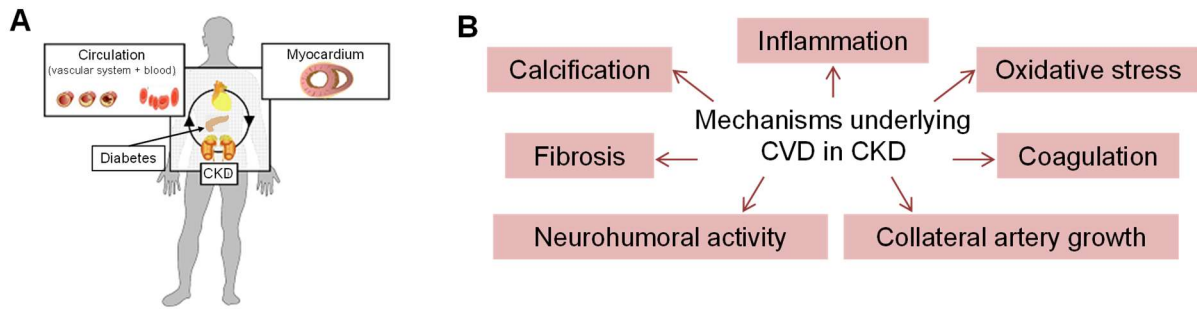 A
Circulation
(vascular system + blood)
Myocardium
Diabetes
CKD
B
Inflammation
Calcification
Oxidative stress
Mechanisms underlying
CVD in CKD
Fibrosis
Coagulation
Neurohumoral activity
Collateral artery growth